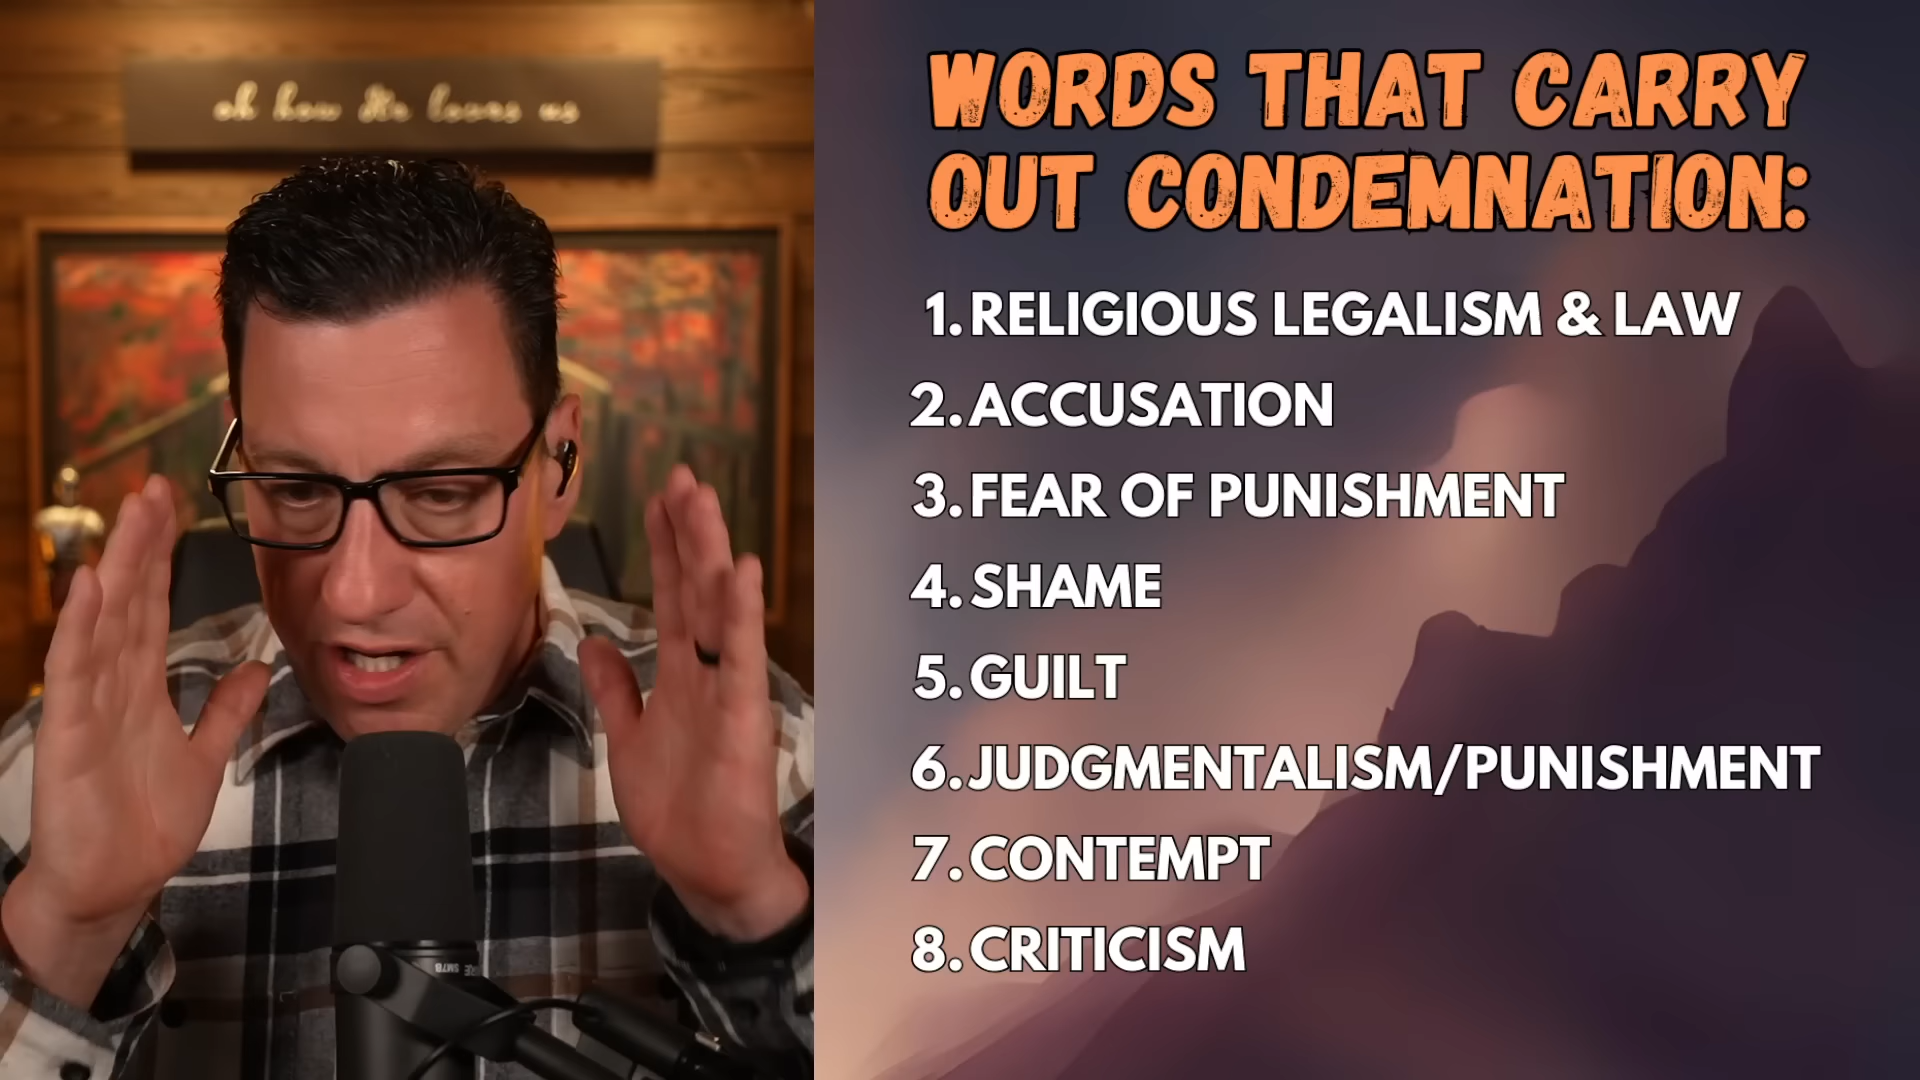 oh how He loves us
WORDS THAT CARRY
OUT CONDEMNATION:
1. RELIGIOUS LEGALISM & LAW
2. ACCUSATION
3. FEAR OF PUNISHMENT
4. SHAME
5. GUILT
6. JUDGMENTALISM/PUNISHMENT
7. CONTEMPT
8. CRITICISM
SM7B